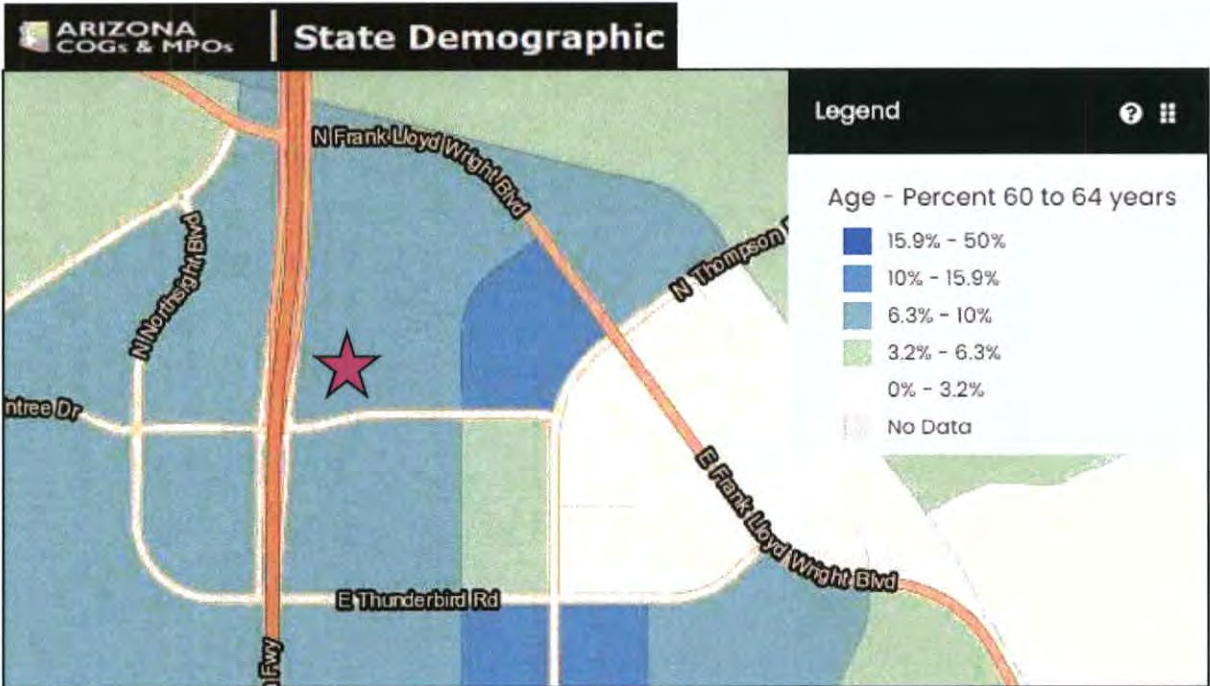 ARIZONA
COGs & MPOs
State Demographic
Legend
Age - Percent 60 to 64 years
15.9% - 50%
10% - 15.9%
6.3% - 10%
3.2% - 6.3%
0% - 3.2%
No Data
N Frank Lloyd Wright Blvd
N Thompson
N Northsight Blvd
ntree Dr
E Frank Lloyd Wright Blvd
E Thunderbird Rd
Fwy